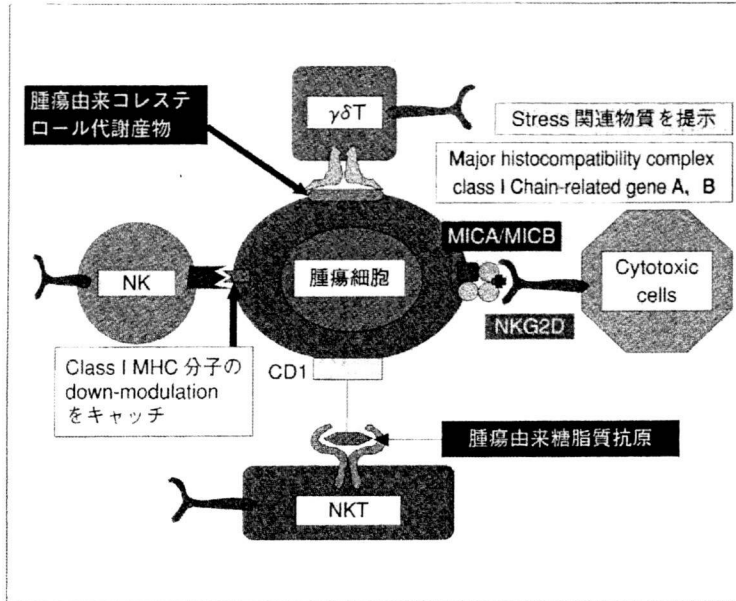 腫瘍由来コレステ
ロール代謝産物
γδT
Stress 関連物質を提示
Major histocompatibility complex
class I Chain-related gene A、B
MICA/MICB
NK
腫瘍細胞
Cytotoxic
cells
NKG2D
Class I MHC 分子の
down-modulation
をキャッチ
CD1
腫瘍由来糖脂質抗原
NKT